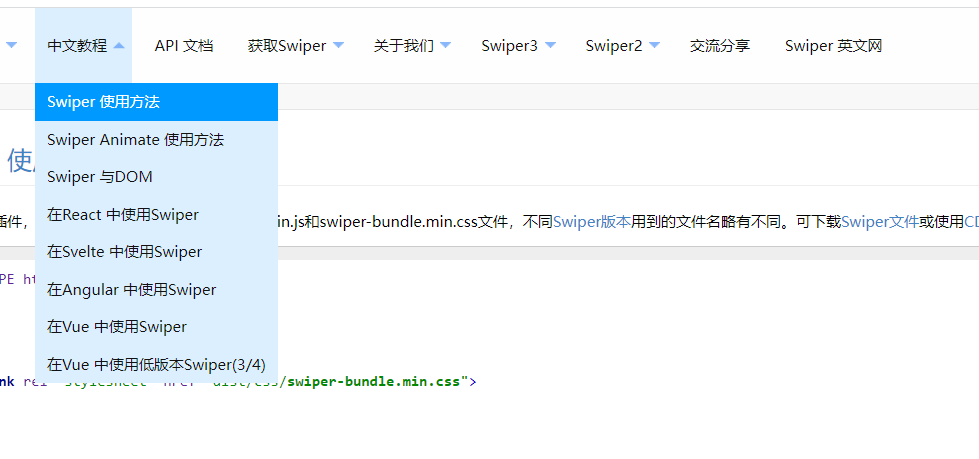 中文教程 API 文档 获取Swiper 关于我们 Swiper3 Swiper2 交流分享 Swiper 英文网
Swiper 使用方法
Swiper Animate 使用方法
使
Swiper 与DOM
在React 中使用Swiper
插件， in.js和swiper-bundle.min.css文件，不同Swiper版本用到的文件名略有不同。可下载Swiper文件或使用CD
在Svelte 中使用Swiper
PE ht
在Angular 中使用Swiper
在Vue 中使用Swiper
在Vue 中使用低版本Swiper(3/4)
nk rel="stylesheet" href="dist/css/swiper-bundle.min.css">